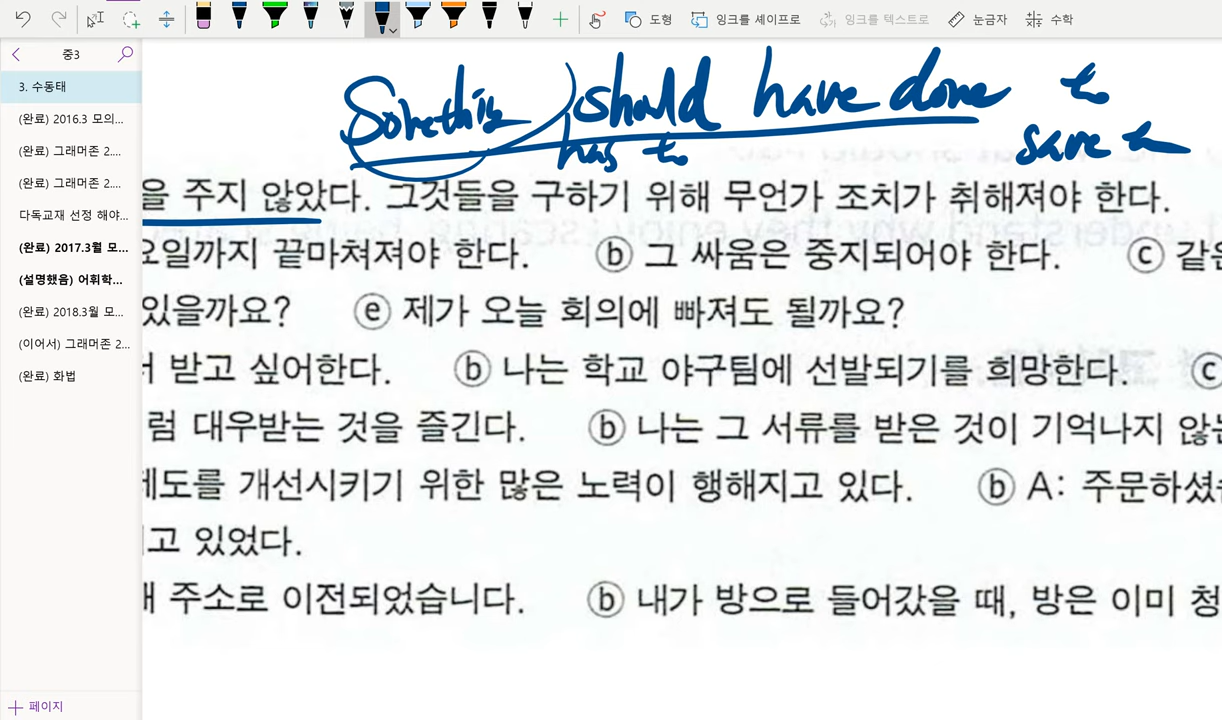 도형
잉크를 셰이프로
잉크를 텍스트로
눈금자
수학
중3
3. 수동태
(완료) 2016.3 모의...
(완료) 그래머존 2....
(완료) 그래머존 2....
다독교재 선정 해야...
(완료) 2017.3월 모...
(설명했음) 어휘학...
(완료) 2018.3월 모...
(이어서) 그래머존 2...
(완료) 화법
페이지
Something should have done to
has to save
을 주지 않았다. 그것들을 구하기 위해 무언가 조치가 취해져야 한다.
요일까지 끝마쳐져야 한다. ⓑ 그 싸움은 중지되어야 한다. ⓒ 같은
있을까요? ⓔ 제가 오늘 회의에 빠져도 될까요?
받고 싶어한다. ⓑ 나는 학교 야구팀에 선발되기를 희망한다. ⓒ
럼 대우받는 것을 즐긴다. ⓑ 나는 그 서류를 받은 것이 기억나지 않는
제도를 개선시키기 위한 많은 노력이 행해지고 있다. ⓑ A: 주문하셨습
고 있었다.
주소로 이전되었습니다. ⓑ 내가 방으로 들어갔을 때, 방은 이미 청